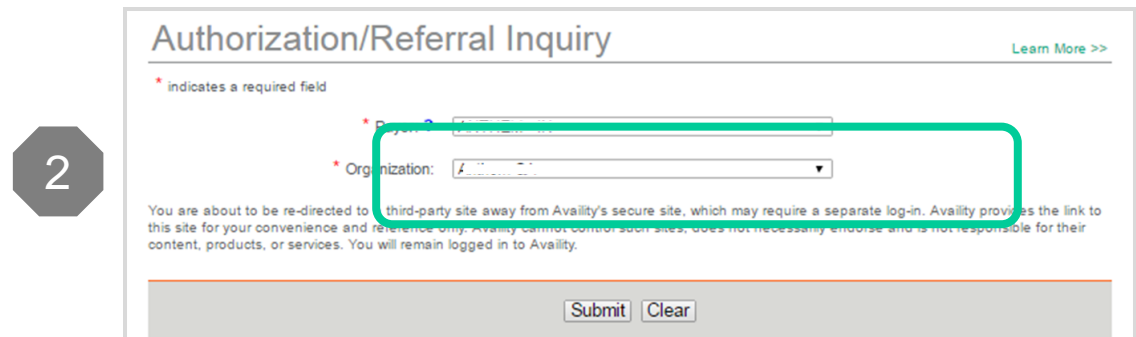 Authorization/Referral Inquiry
Learn More >>
* indicates a required field
2
*
* Organization:
You are about to be re-directed to a third-party site away from Availity's secure site, which may require a separate log-in. Availity provides the link to
this site for your convenience and reference only. Availity cannot control such sites, does not necessarily endorse and is not responsible for their
content, products, or services. You will remain logged in to Availity.
Submit Clear